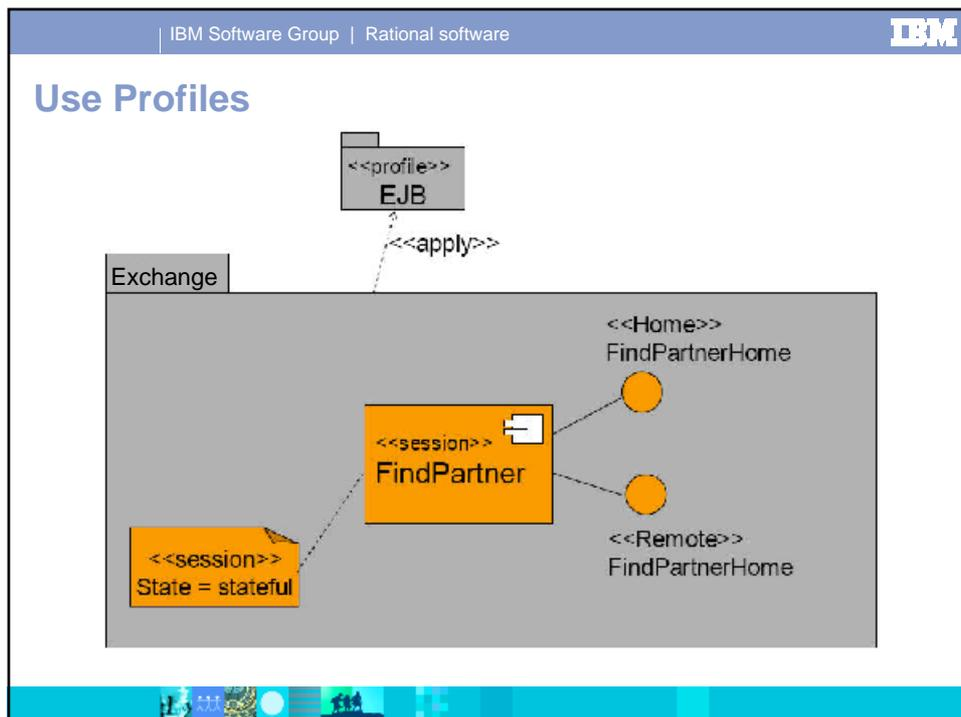 IBM Software Group | Rational software
IBM
Use Profiles
<<profile>>
EJB
<<apply>>
Exchange
<<Home>>
FindPartnerHome
<<session>>
FindPartner
<<session>>
State = stateful
<<Remote>>
FindPartnerHome